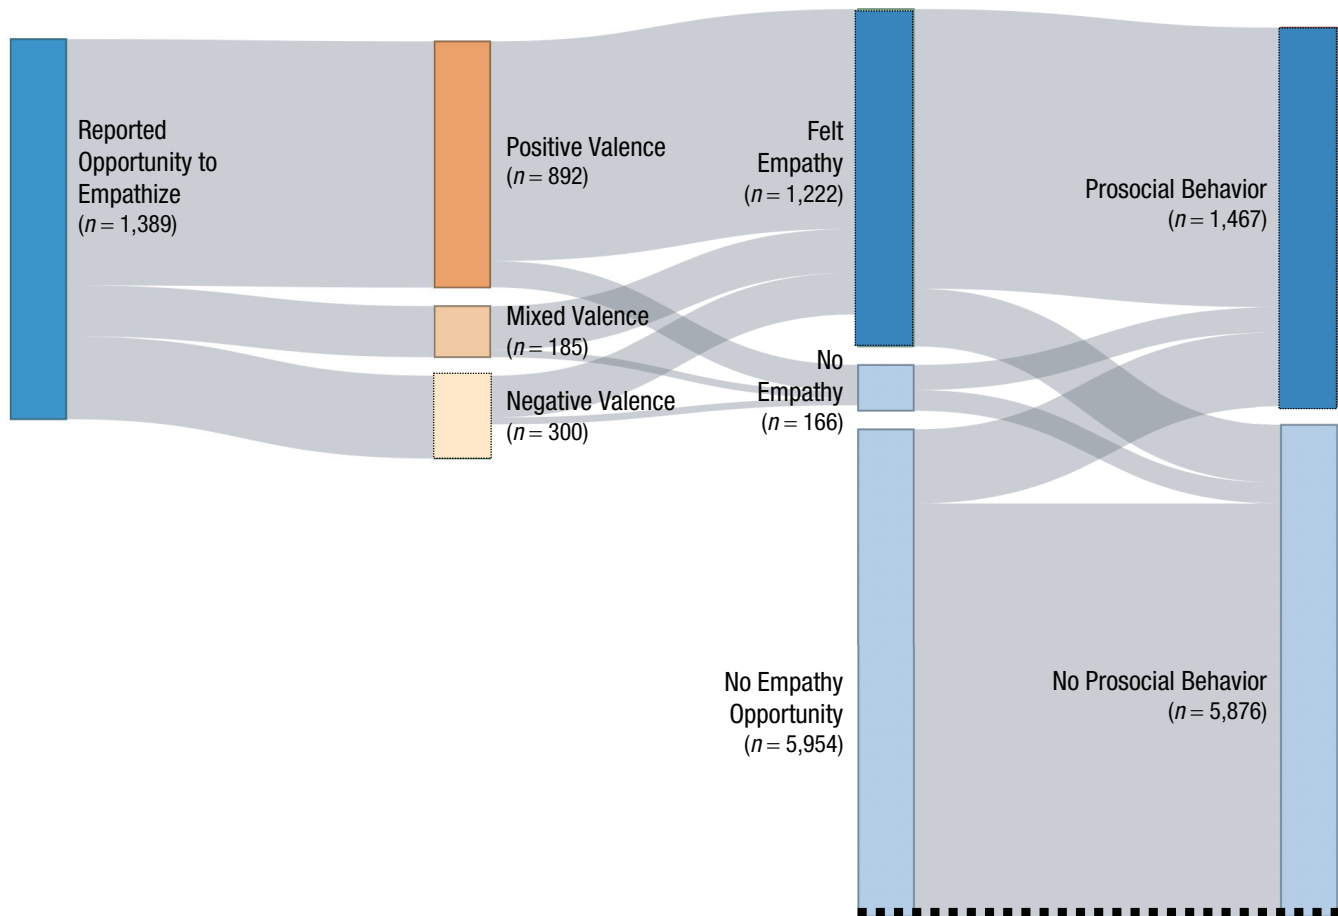 Reported
Opportunity to
Empathize
(n = 1,389)
Positive Valence
(n = 892)
Mixed Valence
(n = 185)
Negative Valence
(n = 300)
Felt
Empathy
(n = 1,222)
No
Empathy
(n = 166)
No Empathy
Opportunity
(n = 5,954)
Prosocial Behavior
(n = 1,467)
No Prosocial Behavior
(n = 5,876)